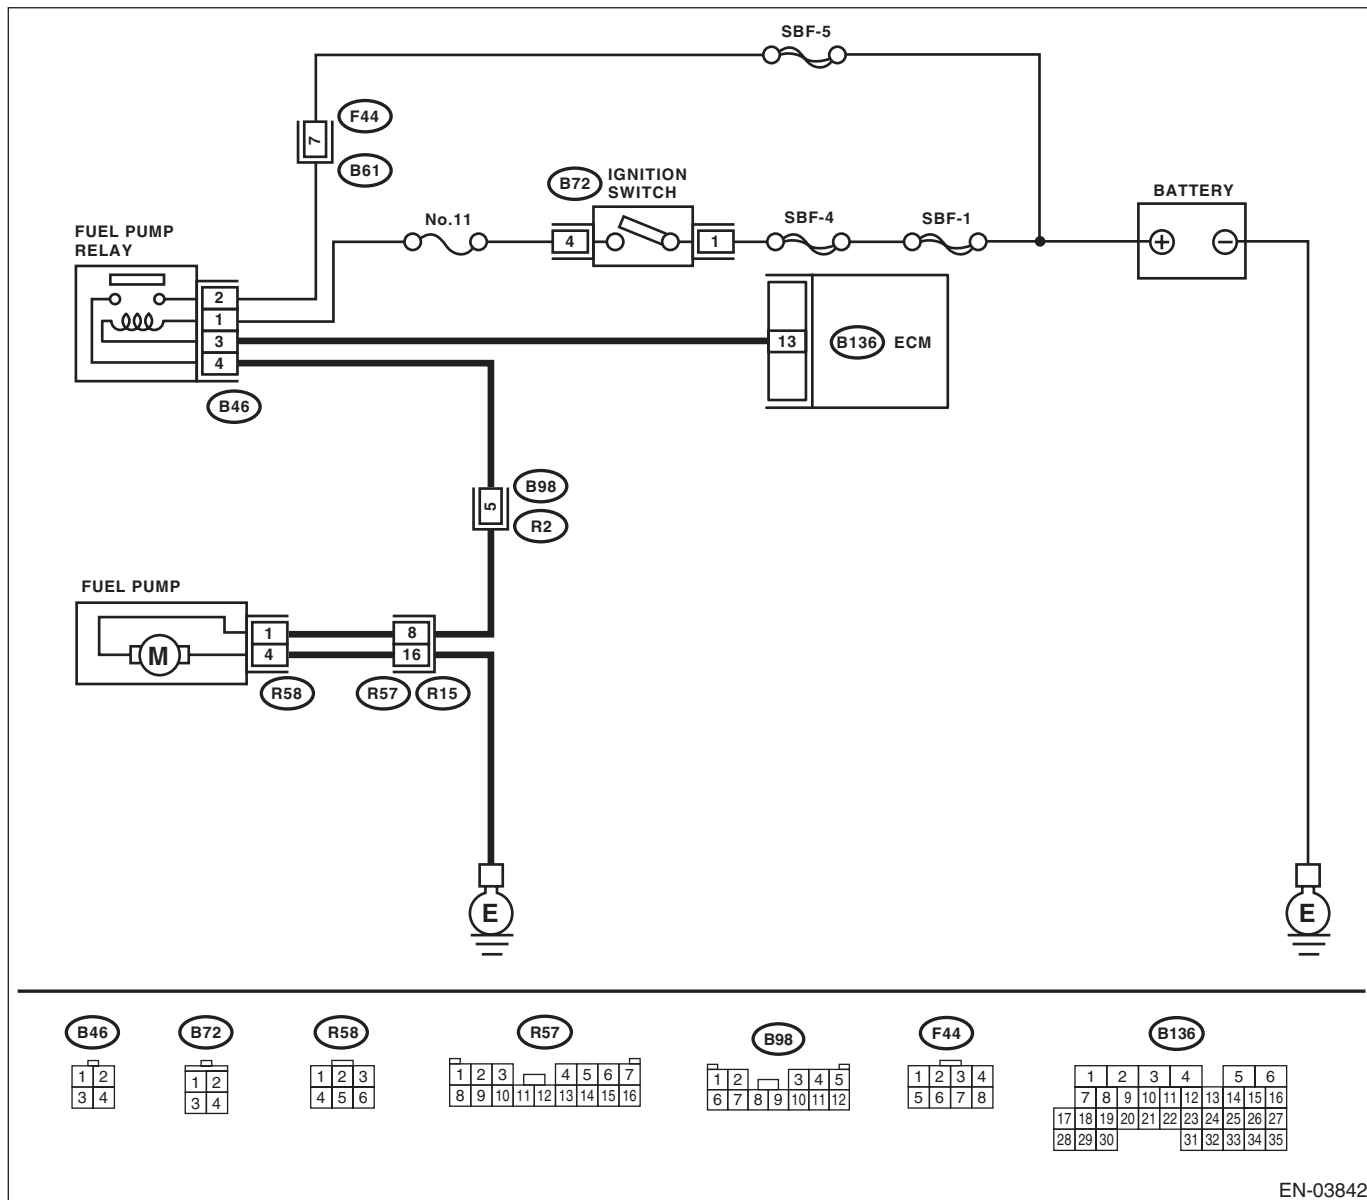 SBF-5
F44
7
B61
B72
IGNITION
SWITCH
BATTERY
No.11
SBF-4
SBF-1
4
1
FUEL PUMP
RELAY
2
1
3
4
13
B136
ECM
B46
B98
5
R2
FUEL PUMP
M
1
4
8
16
R58
R57
R15
E
E
B46
B72
R58
R57
B98
F44
B136
1 2
3 4
1 2
3 4
1 2 3
4 5 6
1 2 3 4 5 6 7
8 9 10 11 12 13 14 15 16
1 2 3 4 5
6 7 8 9 10 11 12
1 2 3 4
5 6 7 8
1 2 3 4 5 6
7 8 9 10 11 12 13 14 15 16
17 18 19 20 21 22 23 24 25 26 27
28 29 30 31 32 33 34 35
EN-03842